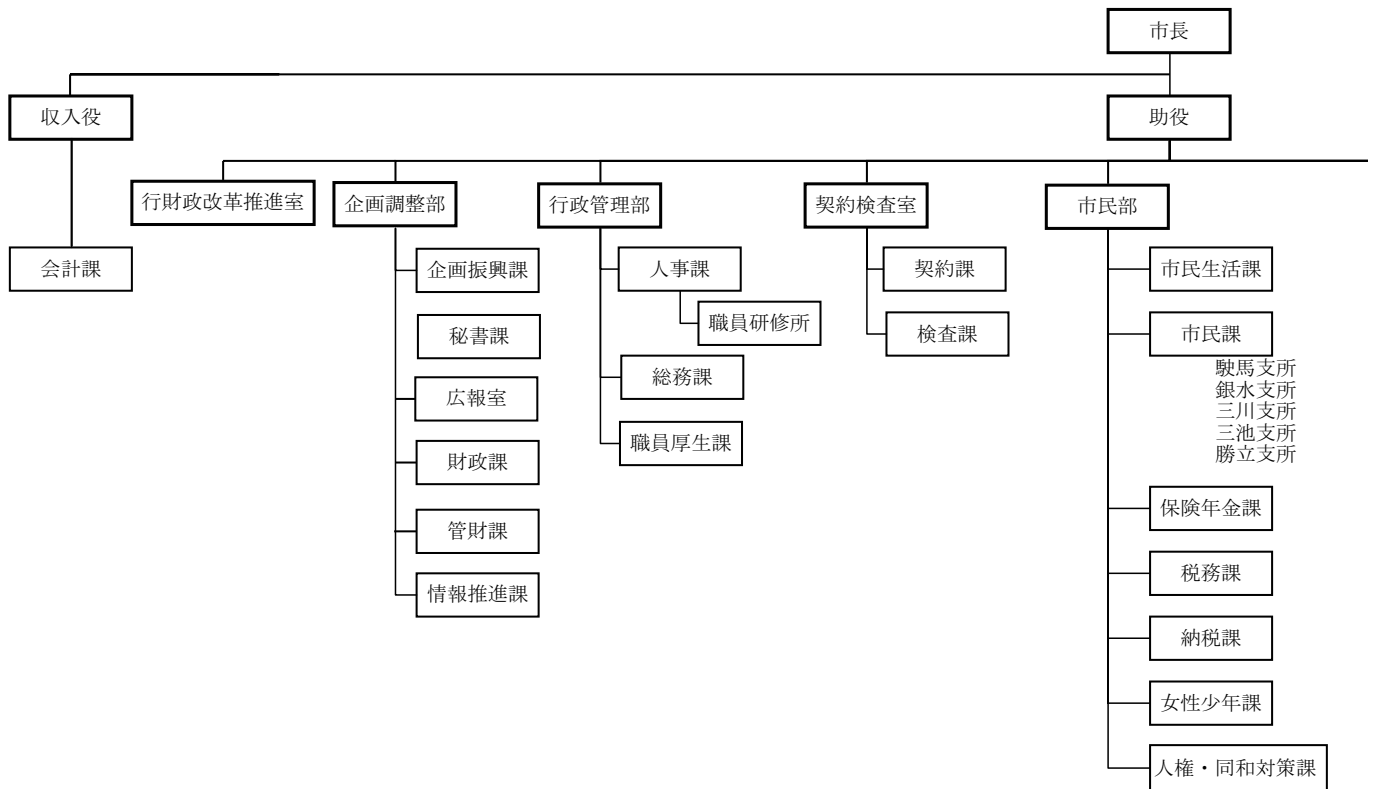 市長
収入役
助役
行財政改革推進室
企画調整部
行政管理部
契約検査室
市民部
会計課
企画振興課
秘書課
広報室
財政課
管財課
情報推進課
人事課
職員研修所
総務課
職員厚生課
契約課
検査課
市民生活課
市民課
駛馬支所
銀水支所
三川支所
三池支所
勝立支所
保険年金課
税務課
納税課
女性少年課
人権・同和対策課